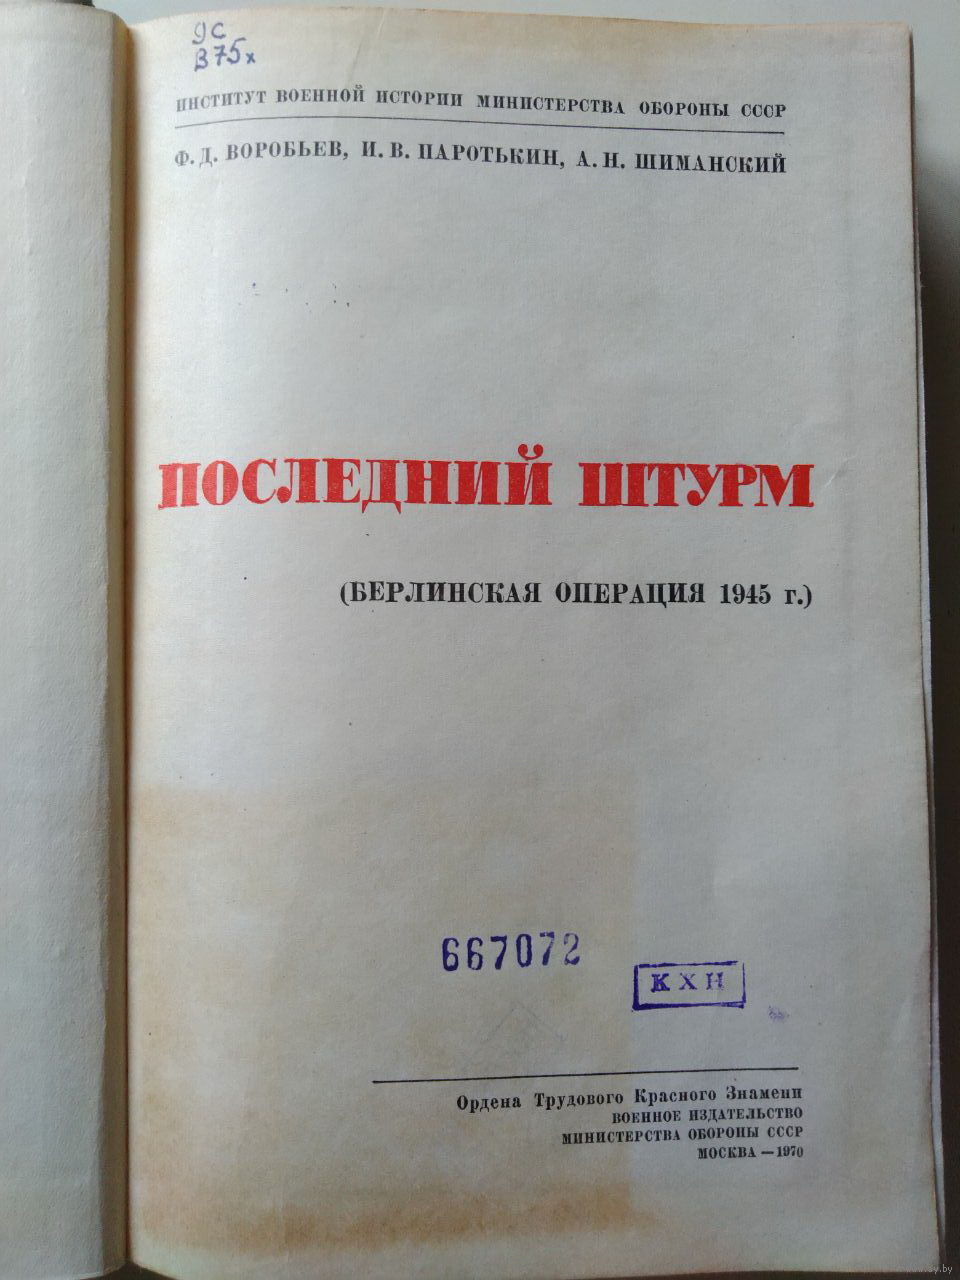 9С
В75х
ИНСТИТУТ ВОЕННОЙ ИСТОРИИ МИНИСТЕРСТВА ОБОРОНЫ СССР
Ф. Д. ВОРОБЬЕВ, И. В. ПАРОТЬКИН, А. Н. ШИМАНСКИЙ
ПОСЛЕДНИЙ ШТУРМ
(БЕРЛИНСКАЯ ОПЕРАЦИЯ 1945 г.)
667072
КХН
Ордена Трудового Красного Знамени
ВОЕННОЕ ИЗДАТЕЛЬСТВО
МИНИСТЕРСТВА ОБОРОНЫ СССР
МОСКВА — 1970